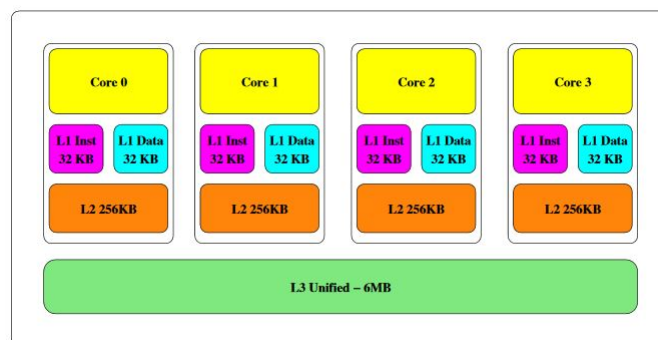 Core 0
Core 1
Core 2
Core 3
L1 Inst
32 KB
L1 Data
32 KB
L1 Inst
32 KB
L1 Data
32 KB
L1 Inst
32 KB
L1 Data
32 KB
L1 Inst
32 KB
L1 Data
32 KB
L2 256KB
L2 256KB
L2 256KB
L2 256KB
L3 Unified – 6MB